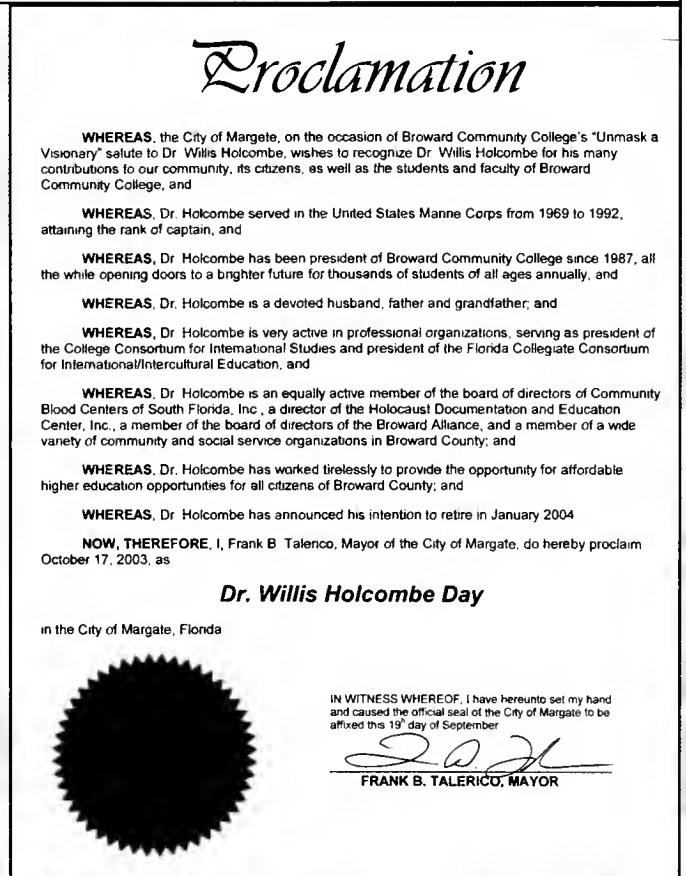 Proclamation
WHEREAS, the City of Margete, on the occasion of Broward Community College's "Unmask a
Visionary" salute to Dr Willis Holcombe, wishes to recognize Dr Willis Holcombe for his many
contributions to our community, its citizens, as well as the students and faculty of Broward
Community College, and
WHEREAS, Dr. Holcombe served in the United States Marine Corps from 1969 to 1992,
attaining the rank of captain, and
WHEREAS, Dr Holcombe has been president of Broward Community College since 1987, all
the while opening doors to a brighter future for thousands of students of all ages annually, and
WHEREAS, Dr. Holcombe is a devoted husband, father and grandfather; and
WHEREAS, Dr Holcombe is very active in professional organizations, serving as president of
the College Consortium for International Studies and president of the Florida Collegiate Consortium
for International/Intercultural Education, and
WHEREAS, Dr Holcombe is an equally active member of the board of directors of Community
Blood Centers of South Florida, Inc , a director of the Holocaust Documentation and Education
Center, Inc., a member of the board of directors of the Broward Alliance, and a member of a wide
variety of community and social service organizations in Broward County; and
WHEREAS, Dr. Holcombe has worked tirelessly to provide the opportunity for affordable
higher education opportunities for all citizens of Broward County; and
WHEREAS, Dr Holcombe has announced his intention to retire in January 2004
NOW, THEREFORE, I, Frank B Talerico, Mayor of the City of Margate, do hereby proclaim
October 17, 2003, as
Dr. Willis Holcombe Day
in the City of Margate, Florida
IN WITNESS WHEREOF, I have hereunto set my hand
and caused the official seal of the City of Margate to be
affixed this 19th day of September
FRANK B. TALERICO, MAYOR